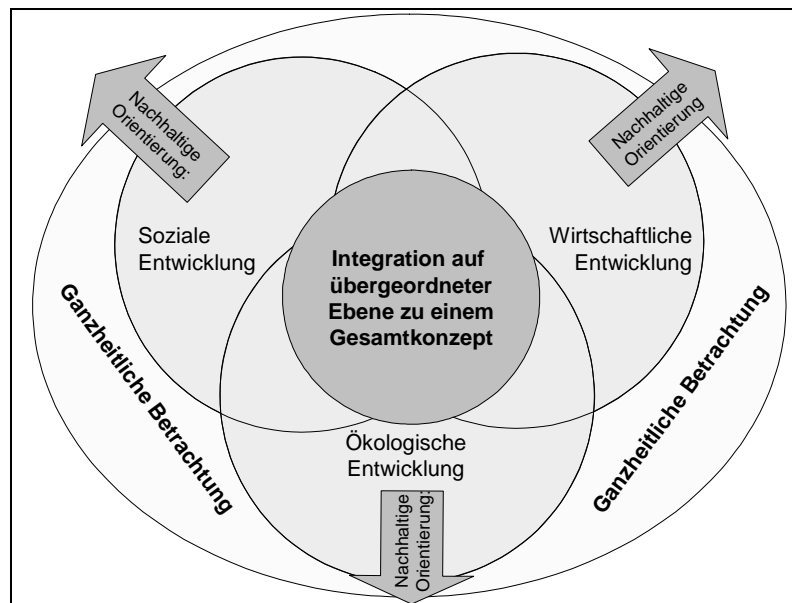 Nachhaltige
Orientierung:
Nachhaltige
Orientierung
Soziale
Entwicklung
Wirtschaftliche
Entwicklung
Integration auf
übergeordneter
Ebene zu einem
Gesamtkonzept
Ganzheitliche Betrachtung
Ganzheitliche Betrachtung
Ökologische
Entwicklung
Nachhaltige
Orientierung: